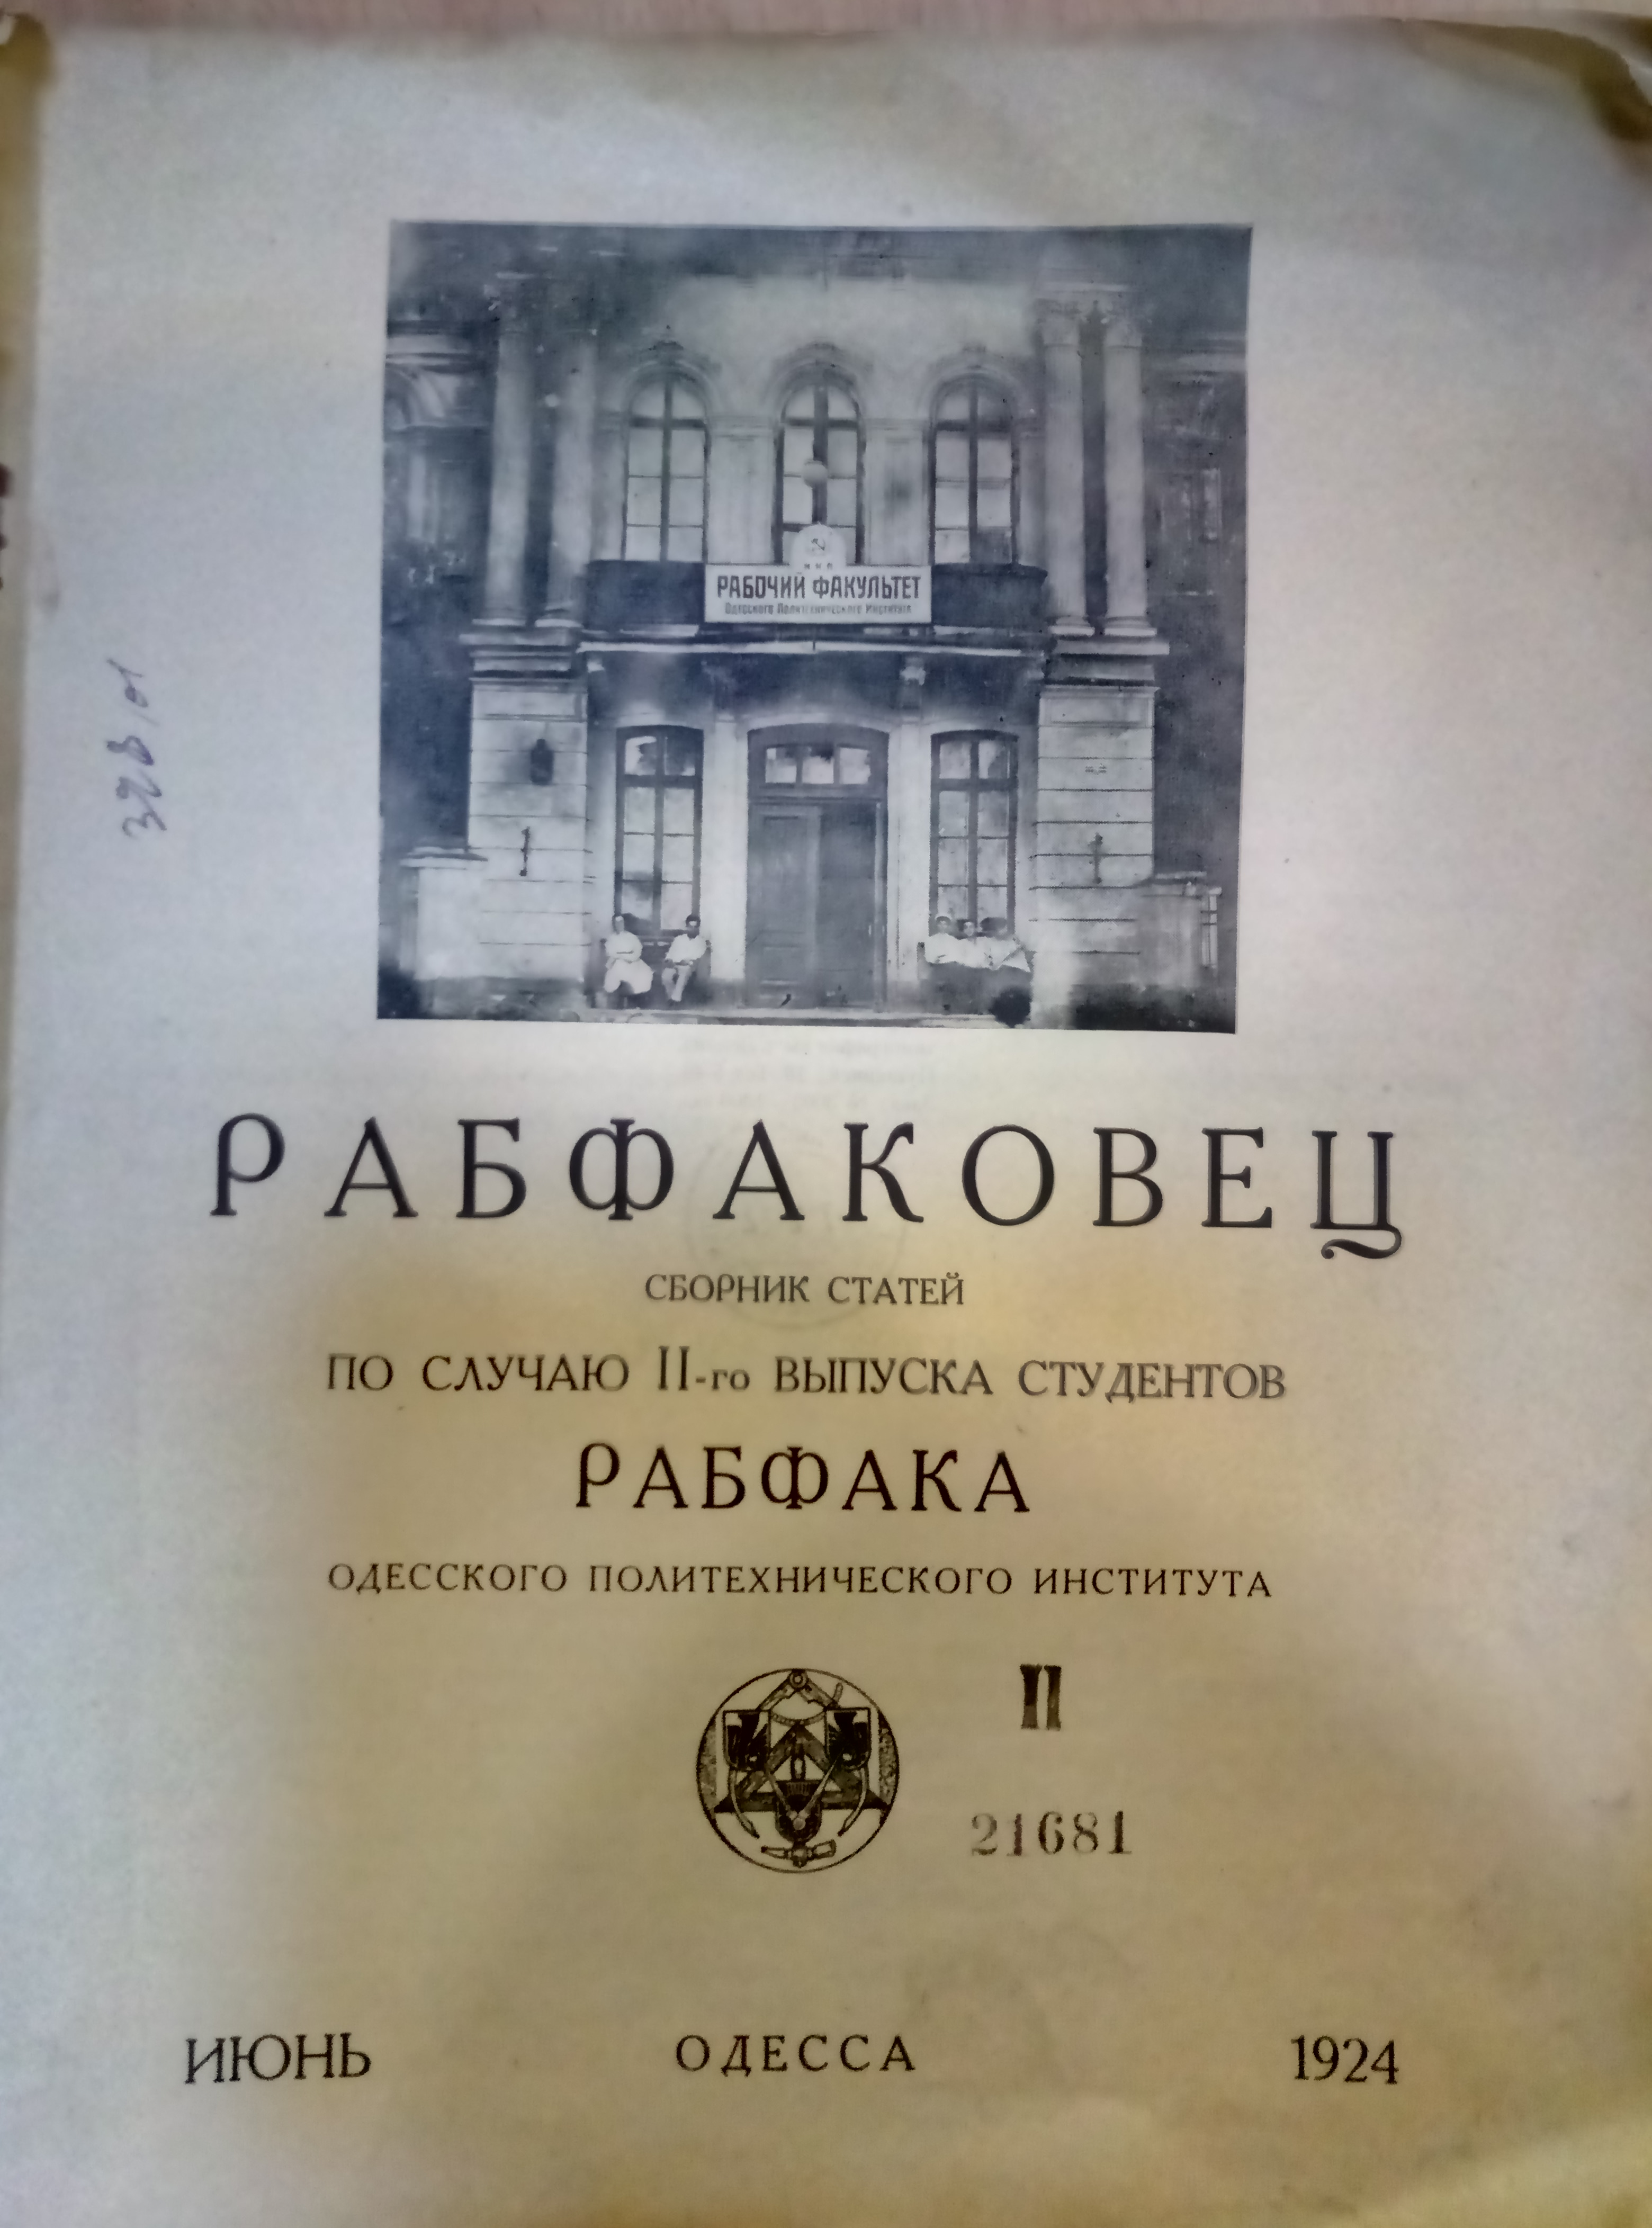 РАБОЧИЙ ФАКУЛЬТЕТ
Одесского Политехнического Института
РАБФАКОВЕЦ
СБОРНИК СТАТЕЙ
ПО СЛУЧАЮ II-го ВЫПУСКА СТУДЕНТОВ
РАБФАКА
ОДЕССКОГО ПОЛИТЕХНИЧЕСКОГО ИНСТИТУТА
II
21681
ИЮНЬ ОДЕССА 1924